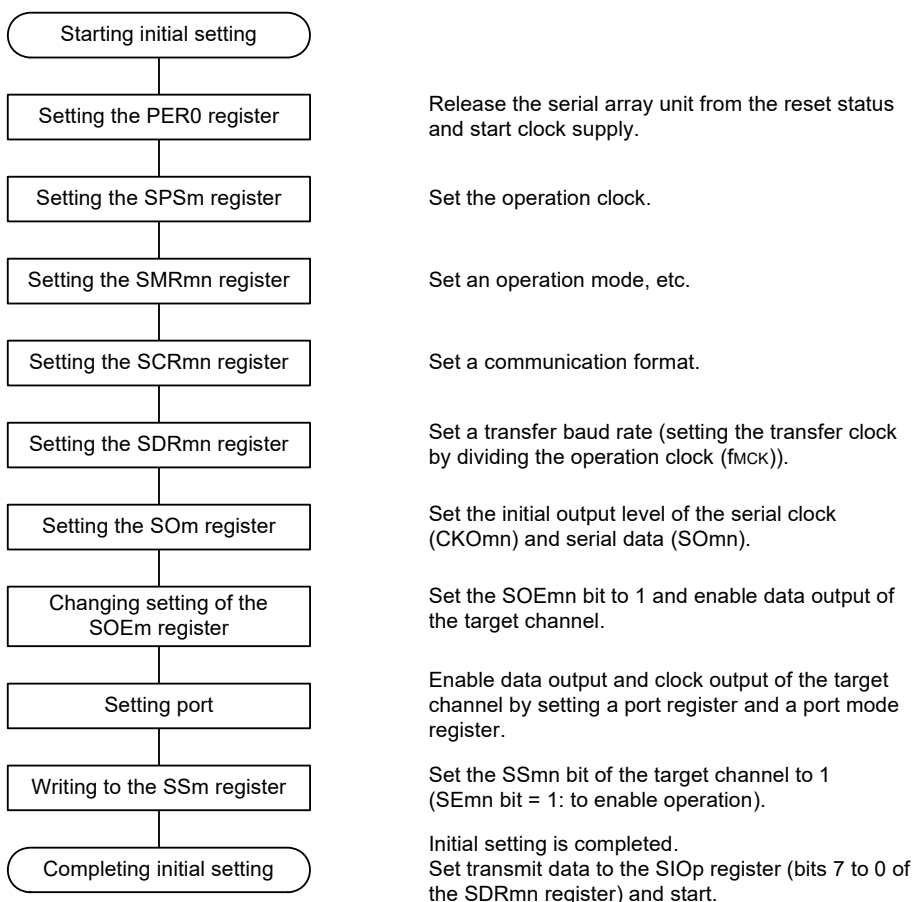 Starting initial setting
Setting the PER0 register
Release the serial array unit from the reset status
and start clock supply.
Setting the SPSm register
Set the operation clock.
Setting the SMRmn register
Set an operation mode, etc.
Setting the SCRmn register
Set a communication format.
Setting the SDRmn register
Set a transfer baud rate (setting the transfer clock
by dividing the operation clock (fMCK)).
Setting the SOm register
Set the initial output level of the serial clock
(CKOmn) and serial data (SOmn).
Changing setting of the
SOEm register
Set the SOEmn bit to 1 and enable data output of
the target channel.
Setting port
Enable data output and clock output of the target
channel by setting a port register and a port mode
register.
Writing to the SSm register
Set the SSmn bit of the target channel to 1
(SEmn bit = 1: to enable operation).
Completing initial setting
Initial setting is completed.
Set transmit data to the SIOp register (bits 7 to 0 of
the SDRmn register) and start.